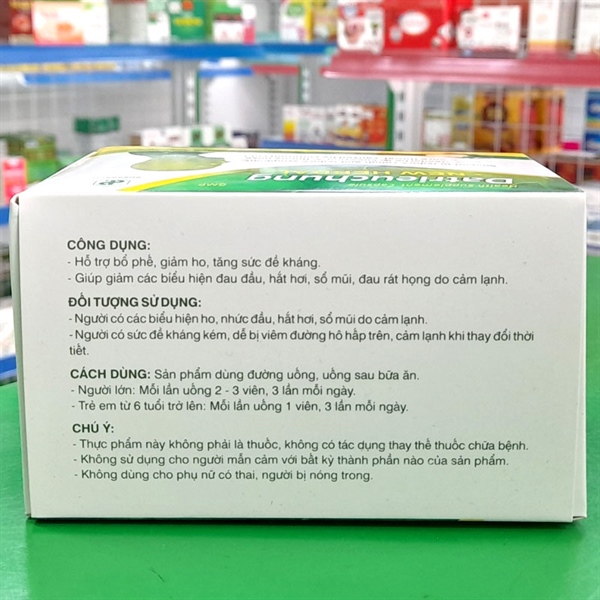 Health Supplement Capsule
Datrieuchung
NEW HERB
GMP
CÔNG DỤNG:
- Hỗ trợ bổ phế, giảm ho, tăng sức đề kháng.
- Giúp giảm các biểu hiện đau đầu, hắt hơi, sổ mũi, đau rát họng do cảm lạnh.
ĐỐI TƯỢNG SỬ DỤNG:
- Người có các biểu hiện ho, nhức đầu, hắt hơi, sổ mũi do cảm lạnh.
- Người có sức đề kháng kém, dễ bị viêm đường hô hấp trên, cảm lạnh khi thay đổi thời
tiết.
CÁCH DÙNG: Sản phẩm dùng đường uống, uống sau bữa ăn.
- Người lớn: Mỗi lần uống 2 - 3 viên, 3 lần mỗi ngày.
- Trẻ em từ 6 tuổi trở lên: Mỗi lần uống 1 viên, 3 lần mỗi ngày.
CHÚ Ý:
- Thực phẩm này không phải là thuốc, không có tác dụng thay thế thuốc chữa bệnh.
- Không sử dụng cho người mẫn cảm với bất kỳ thành phần nào của sản phẩm.
- Không dùng cho phụ nữ có thai, người bị nóng trong.